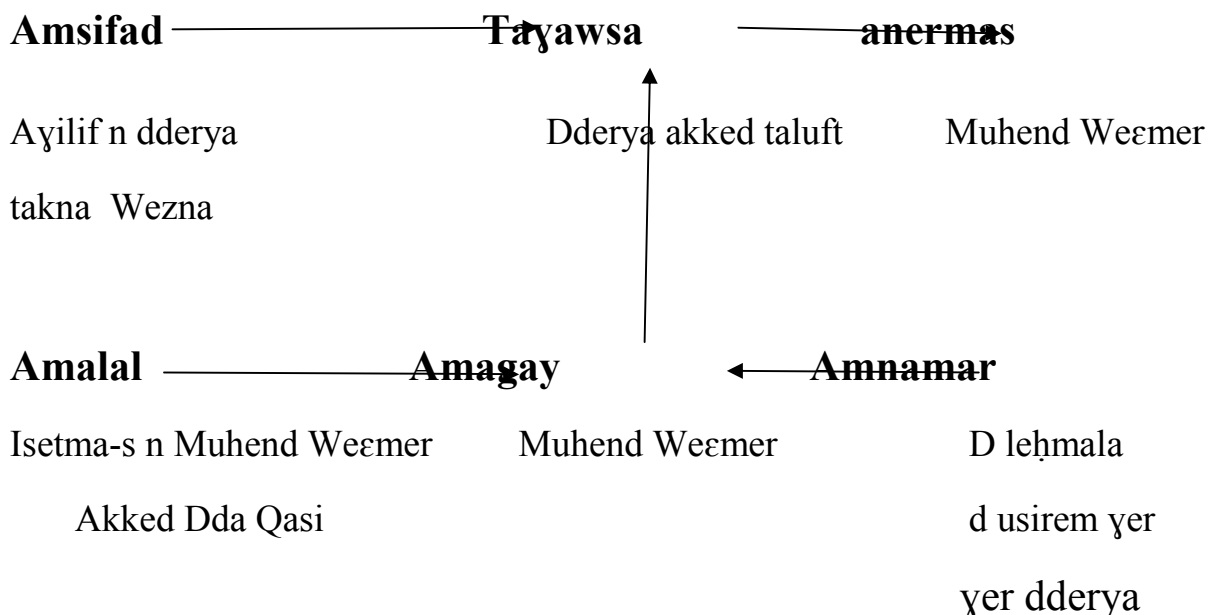 Amsifad Taɣawsa anermas
Aɣilif n dderya Dderya akked taluft Muhend Weɛmer
takna Wezna
Amalal Amagay Amnamar
Isetma-s n Muhend Weɛmer Muhend Weɛmer D leḥmala
Akked Dda Qasi d usirem ɣer
ɣer dderya